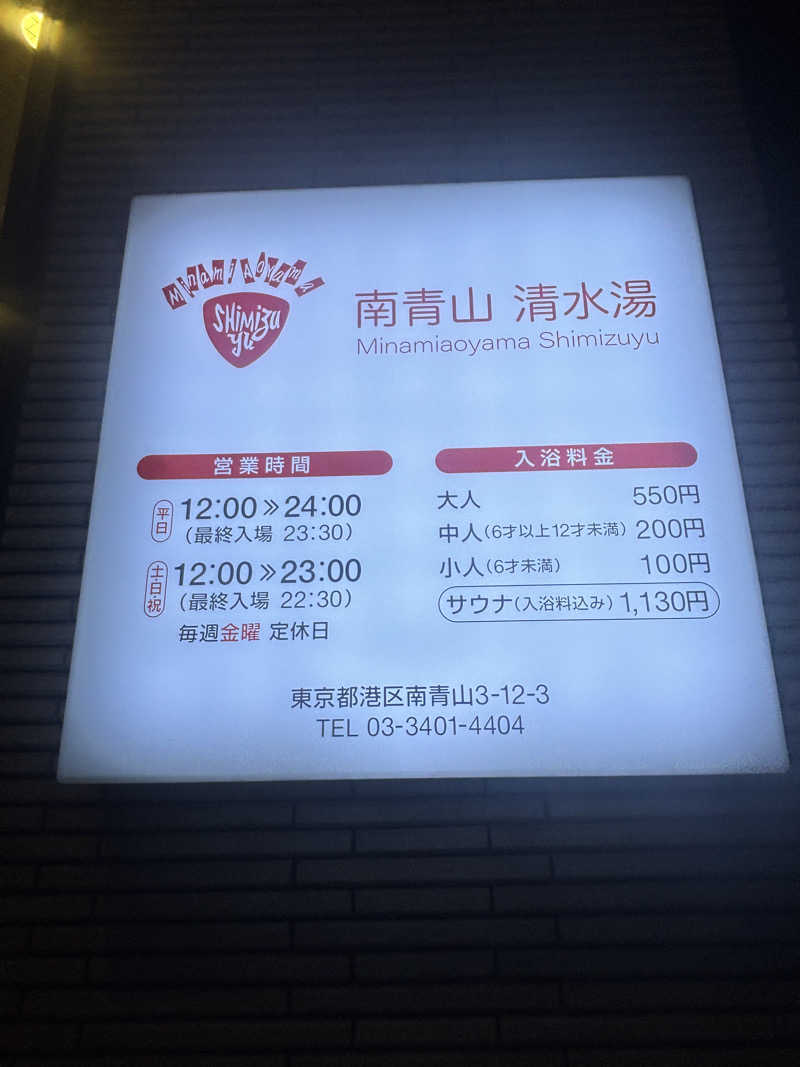 Minami Aoyama
SHIMIZU
YU
南青山 清水湯
Minamiaoyama Shimizuyu
営業時間
平日 12:00 » 24:00
(最終入場 23:30)
土・日・祝 12:00 » 23:00
(最終入場 22:30)
毎週金曜 定休日
入浴料金
大人 550円
中人(6才以上12才未満) 200円
小人(6才未満) 100円
サウナ(入浴料込み) 1,130円
東京都港区南青山3-12-3
TEL 03-3401-4404